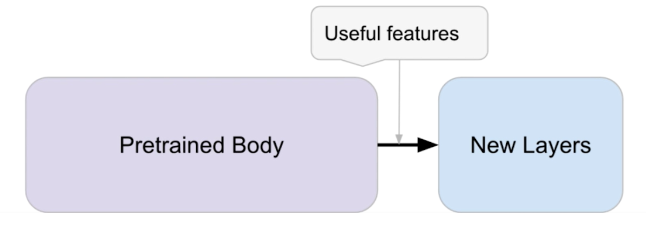 Useful features
Pretrained Body
New Layers